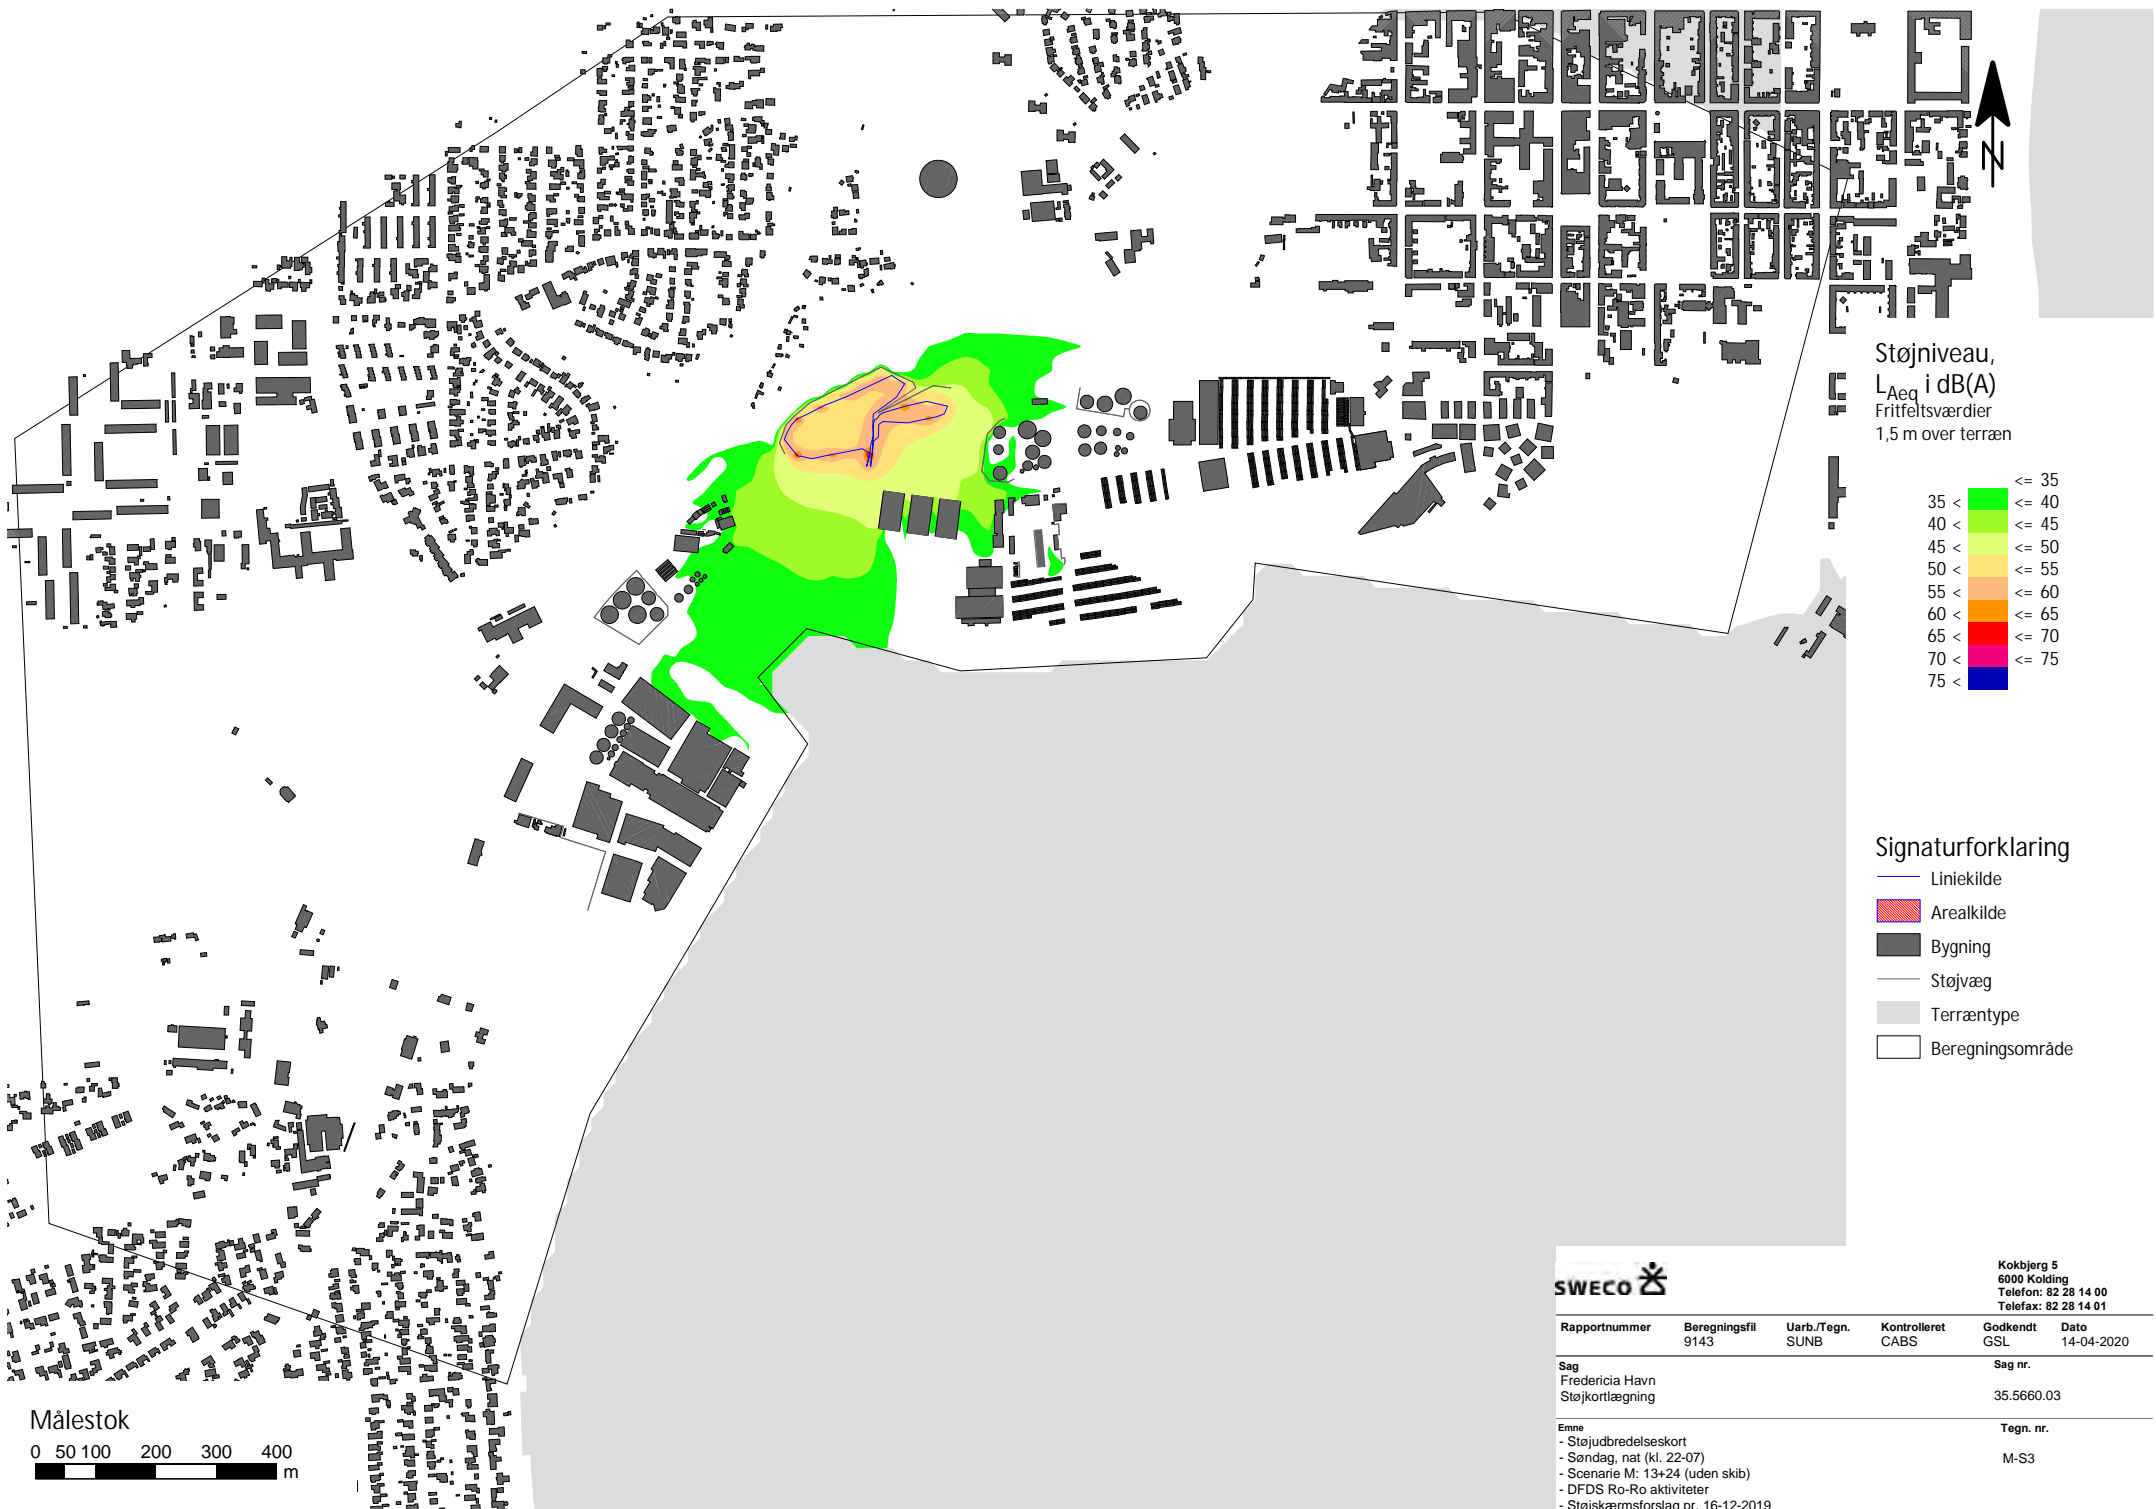 N
Støjniveau,
LAeq i dB(A)
Fritfeltsværdier
1,5 m over terræn
<= 35
35 < <= 40
40 < <= 45
45 < <= 50
50 < <= 55
55 < <= 60
60 < <= 65
65 < <= 70
70 < <= 75
75 <
Signaturforklaring
Liniekilde
Arealkilde
Bygning
Støjvæg
Terræntype
Beregningsområde
Målestok
0 50 100 200 300 400
m
SWECO
Kokbjerg 5
6000 Kolding
Telefon: 82 28 14 00
Telefax: 82 28 14 01
Rapportnummer Beregningsfil Uarb./Tegn. Kontrolleret Godkendt Dato
9143 SUNB CABS GSL 14-04-2020
Sag Sag nr.
Fredericia Havn
Støjkortlægning 35.5660.03
Emne Tegn. nr.
- Støjudbredelseskort
- Søndag, nat (kl. 22-07) M-S3
- Scenarie M: 13+24 (uden skib)
- DFDS Ro-Ro aktiviteter
- Støjskærmsforslag pr. 16-12-2019